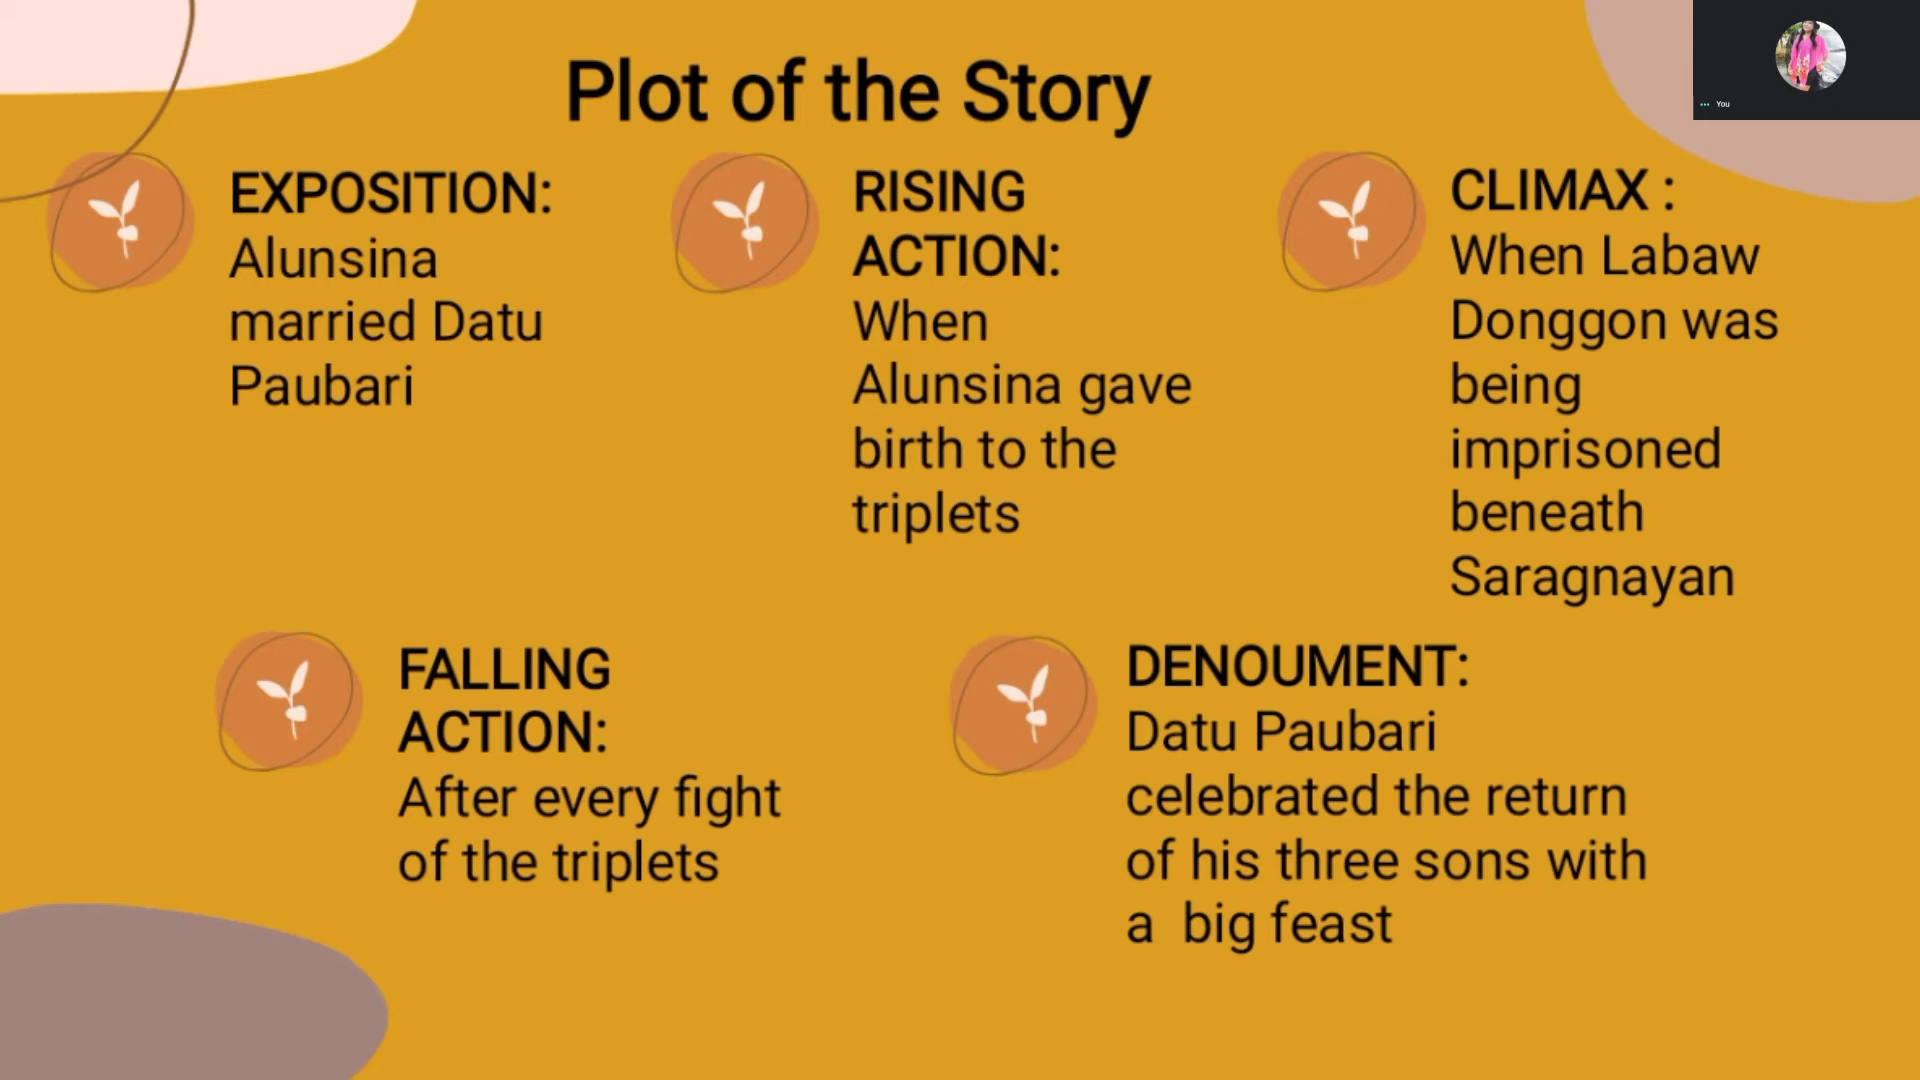 Plot of the Story
EXPOSITION:
Alunsina
married Datu
Paubari
RISING
ACTION:
When
Alunsina gave
birth to the
triplets
CLIMAX :
When Labaw
Donggon was
being
imprisoned
beneath
Saragnayan
FALLING
ACTION:
After every fight
of the triplets
DENOUMENT:
Datu Paubari
celebrated the return
of his three sons with
a  big feast
You